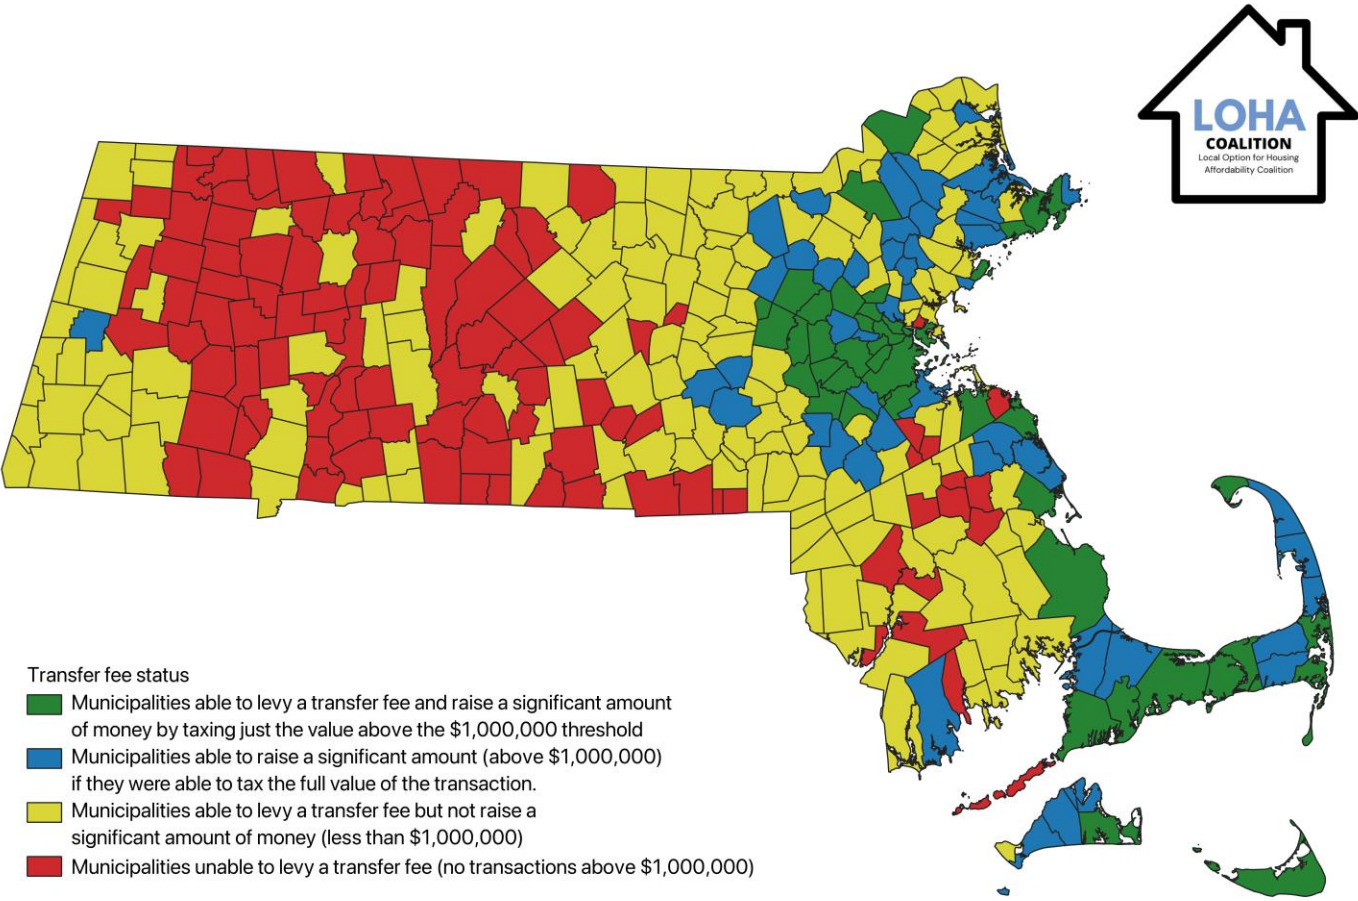 LOHA
COALITION
Local Option for Housing
Affordability Coalition
Transfer fee status
Municipalities able to levy a transfer fee and raise a significant amount
of money by taxing just the value above the $1,000,000 threshold
Municipalities able to raise a significant amount (above $1,000,000)
if they were able to tax the full value of the transaction.
Municipalities able to levy a transfer fee but not raise a
significant amount of money (less than $1,000,000)
Municipalities unable to levy a transfer fee (no transactions above $1,000,000)